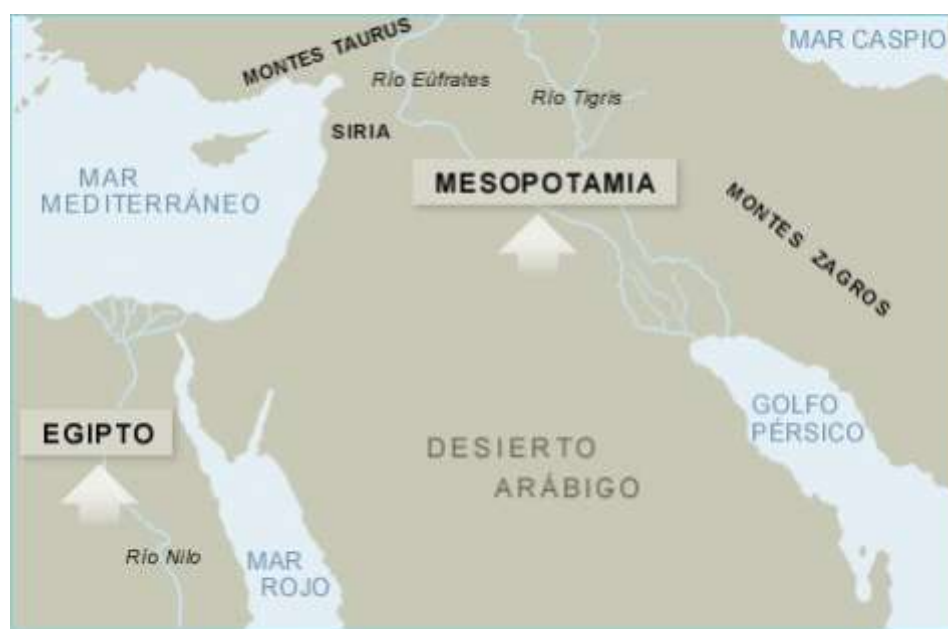 MONTES TAURUS
MAR CASPIO
Río Eúfrates
Río Tigris
SIRIA
MAR
MEDITERRÁNEO
MESOPOTAMIA
MONTES ZAGROS
EGIPTO
DESIERTO
ARÁBIGO
GOLFO
PÉRSICO
Río Nilo
MAR
ROJO